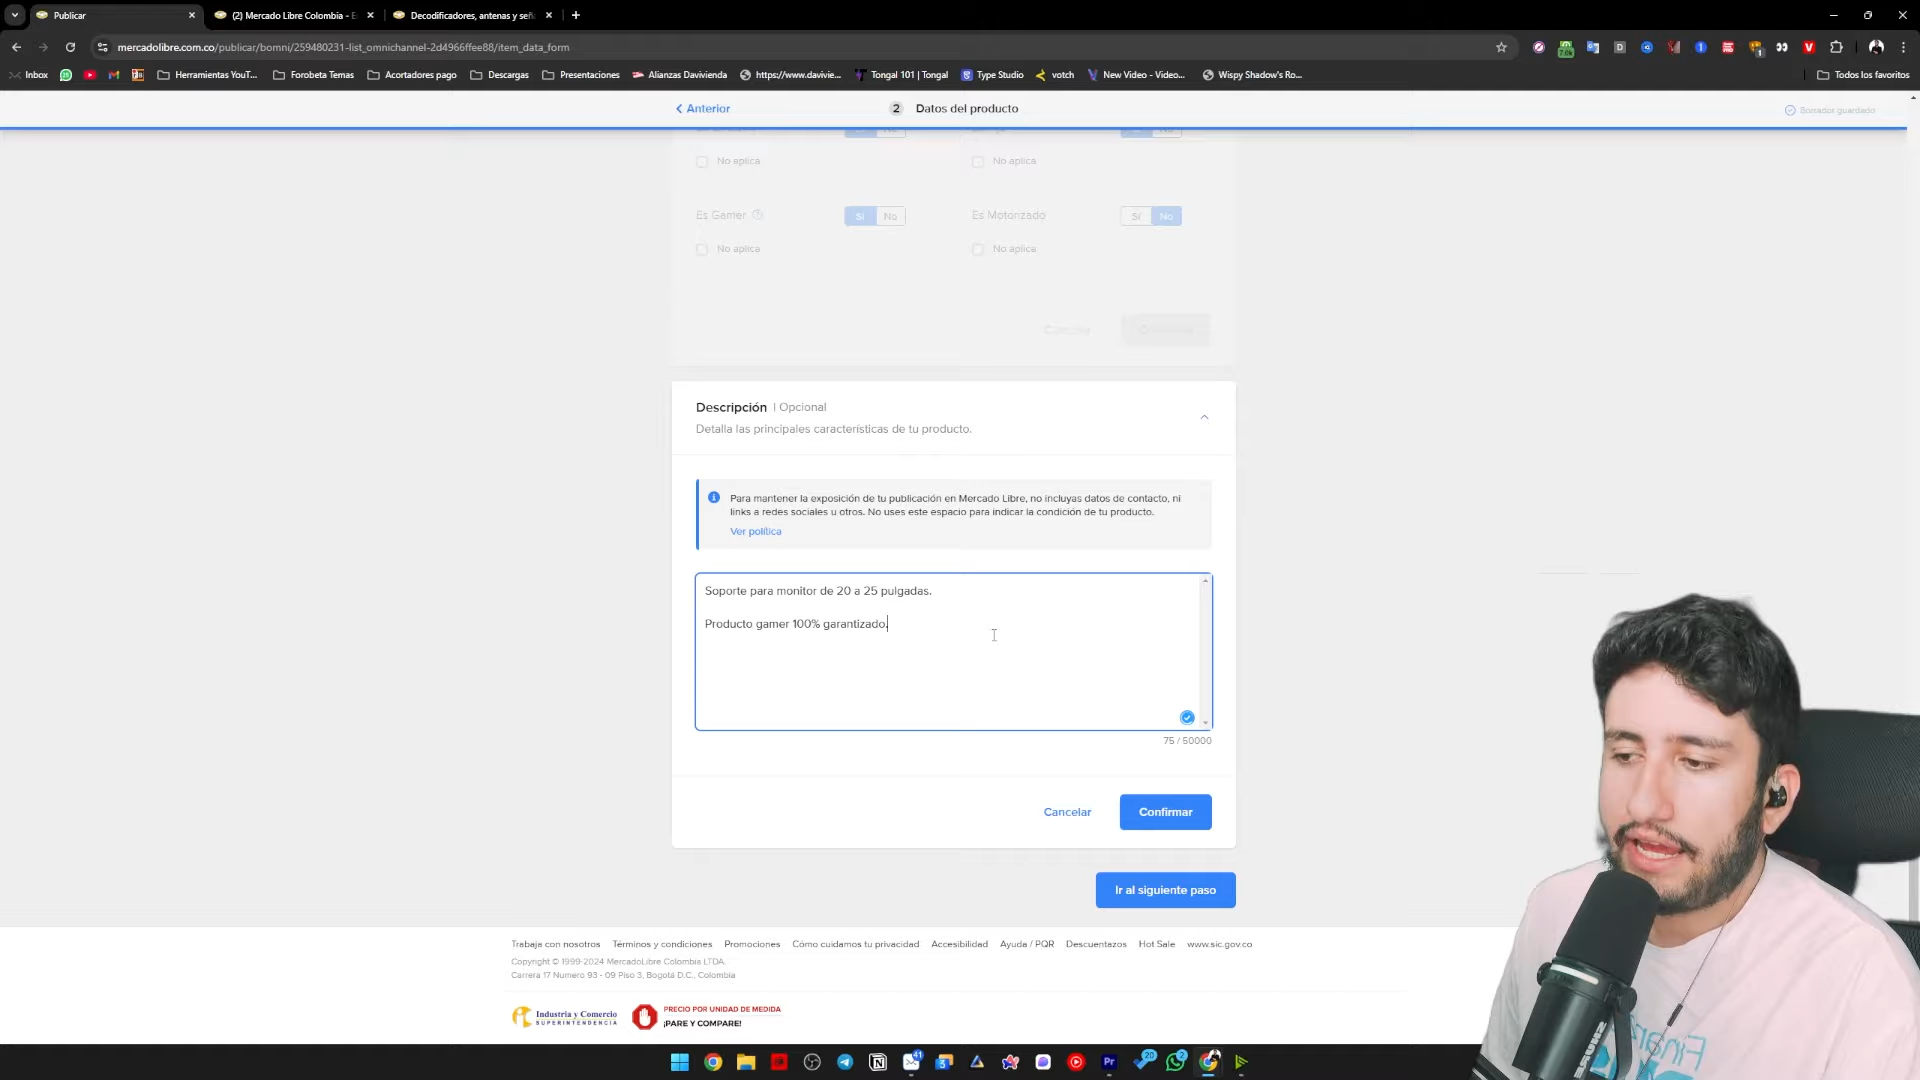 Publicar
(2) Mercado Libre Colombia - E
Decodificadores, antenas y seña
mercadolibre.com.co/publicar/bomni/259480231-list_omnichannel-2d4966ffee88/item_data_form
Inbox
Herramientas YouT...
Forobeta Temas
Acortadores pago
Descargas
Presentaciones
Alianzas Davivienda
https://www.davivie...
Tongal 101 | Tongal
Type Studio
votch
New Video - Video...
Wispy Shadow's Ro...
Todos los favoritos
Anterior
2 Datos del producto
Borrador guardado
No aplica
No aplica
Es Gamer
Sí No
Es Motorizado
Sí No
No aplica
No aplica
Cancelar
Descripción | Opcional
Detalla las principales características de tu producto.
Para mantener la exposición de tu publicación en Mercado Libre, no incluyas datos de contacto, ni
links a redes sociales u otros. No uses este espacio para indicar la condición de tu producto.
Ver política
Soporte para monitor de 20 a 25 pulgadas.
Producto gamer 100% garantizado.
75 / 50000
Cancelar
Confirmar
Ir al siguiente paso
Trabaja con nosotros Términos y condiciones Promociones Cómo cuidamos tu privacidad Accesibilidad Ayuda / PQR Descuentazos Hot Sale www.sic.gov.co
Copyright © 1999-2024 MercadoLibre Colombia LTDA.
Carrera 17 Numero 93 - 09 Piso 3, Bogotá D.C., Colombia
Industria y Comercio
SUPERINTENDENCIA
PRECIO POR UNIDAD DE MEDIDA
¡PARE Y COMPARE!